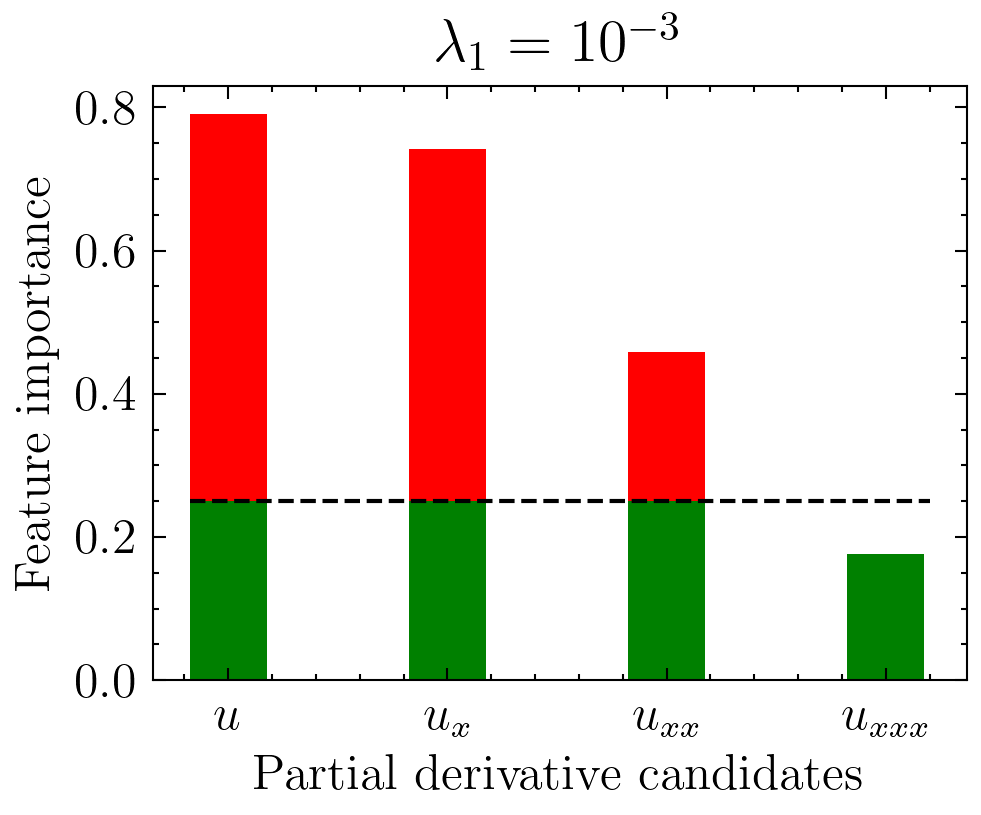 λ₁ = 10⁻³
0.8
0.6
0.4
0.2
0.0
Feature importance
u uₓ uₓₓ uₓₓₓ
Partial derivative candidates